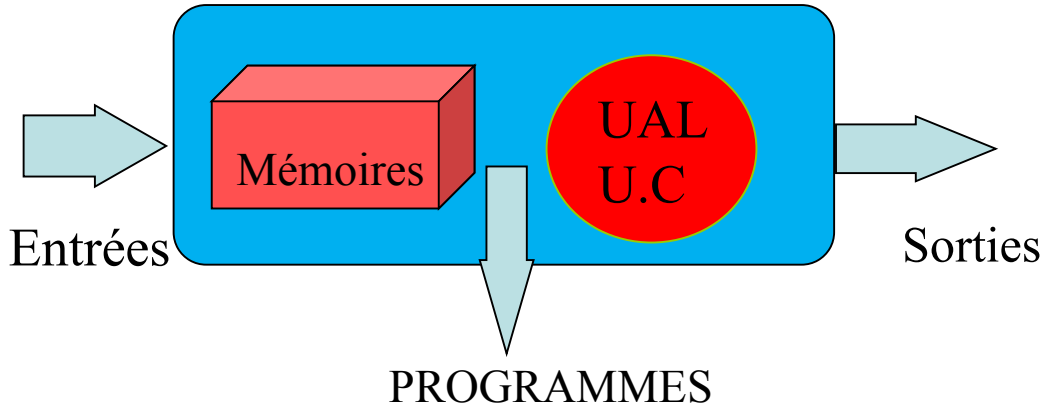 Entrées
Mémoires
UAL
U.C
Sorties
PROGRAMMES